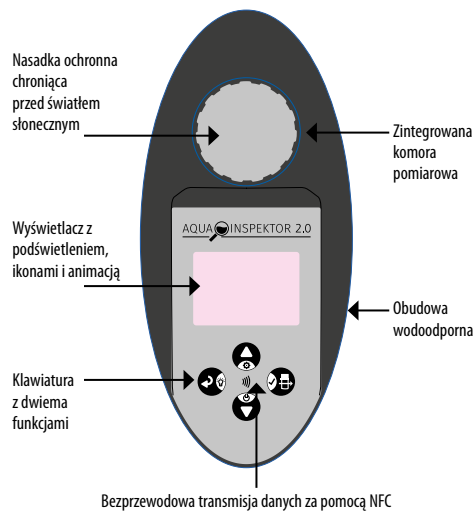 Nasadka ochronna
chroniąca
przed światłem
słonecznym
Zintegrowana
komora
pomiarowa
Wyświetlacz z
podświetleniem,
ikonami i animacją
AQUA INSPEKTOR 2.0
Obudowa
wodoodporna
Klawiatura
z dwiema
funkcjami
Bezprzewodowa transmisja danych za pomocą NFC